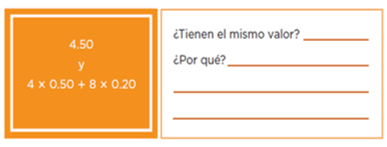 4.50
y
4 × 0.50 + 8 × 0.20
¿Tienen el mismo valor?
¿Por qué?